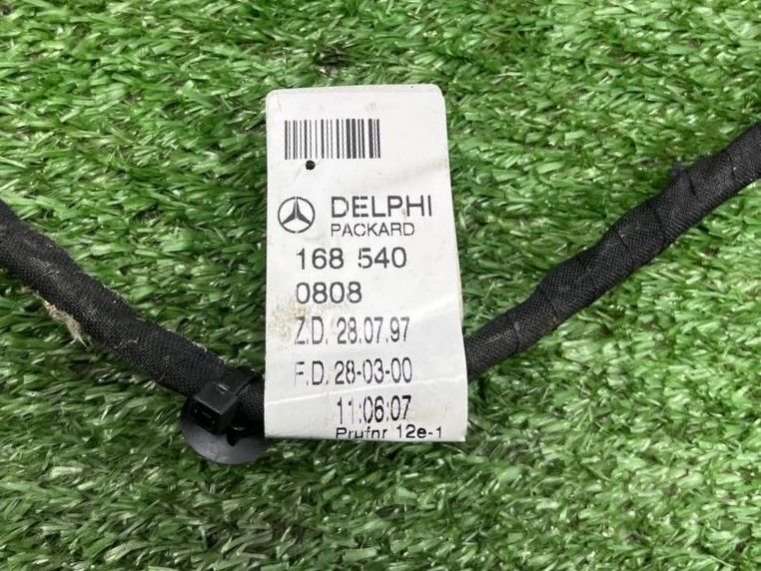 DELPHI
PACKARD
168 540
0808
Z.D. 28.07.97
F.D. 28-03-00
11:06:07
Prufnr 12e-1